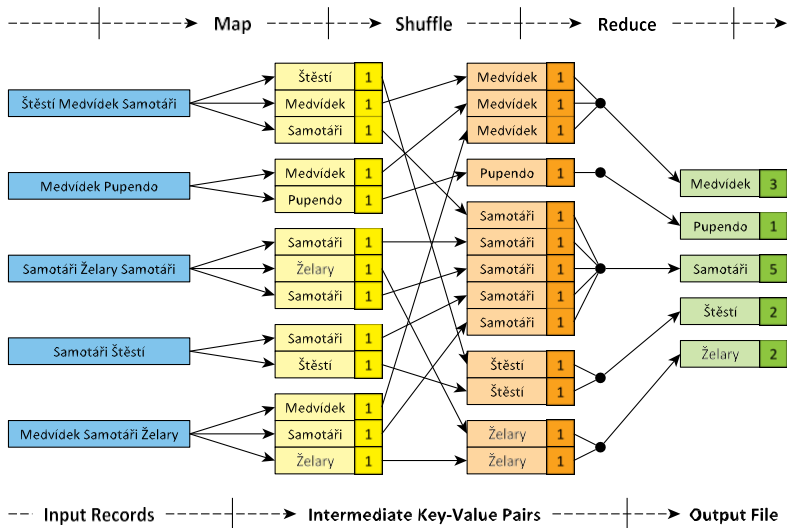 Map Shuffle Reduce
Štěstí Medvídek Samotáři
Medvídek Pupendo
Samotáři Želary Samotáři
Samotáři Štěstí
Medvídek Samotáři Želary
Štěstí 1
Medvídek 1
Samotáři 1
Medvídek 1
Pupendo 1
Samotáři 1
Želary 1
Samotáři 1
Samotáři 1
Štěstí 1
Medvídek 1
Samotáři 1
Želary 1
Medvídek 1
Medvídek 1
Medvídek 1
Pupendo 1
Samotáři 1
Samotáři 1
Samotáři 1
Samotáři 1
Samotáři 1
Štěstí 1
Štěstí 1
Želary 1
Želary 1
Medvídek 3
Pupendo 1
Samotáři 5
Štěstí 2
Želary 2
Input Records Intermediate Key-Value Pairs Output File